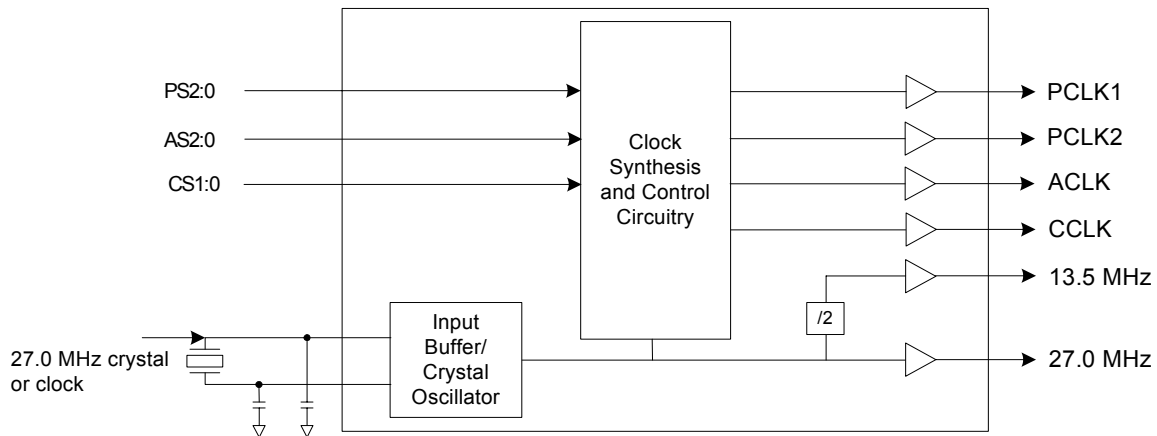 PS2:0
AS2:0
CS1:0
Clock
Synthesis
and Control
Circuitry
PCLK1
PCLK2
ACLK
CCLK
13.5 MHz
/2
Input
Buffer/
Crystal
Oscillator
27.0 MHz crystal
or clock
27.0 MHz